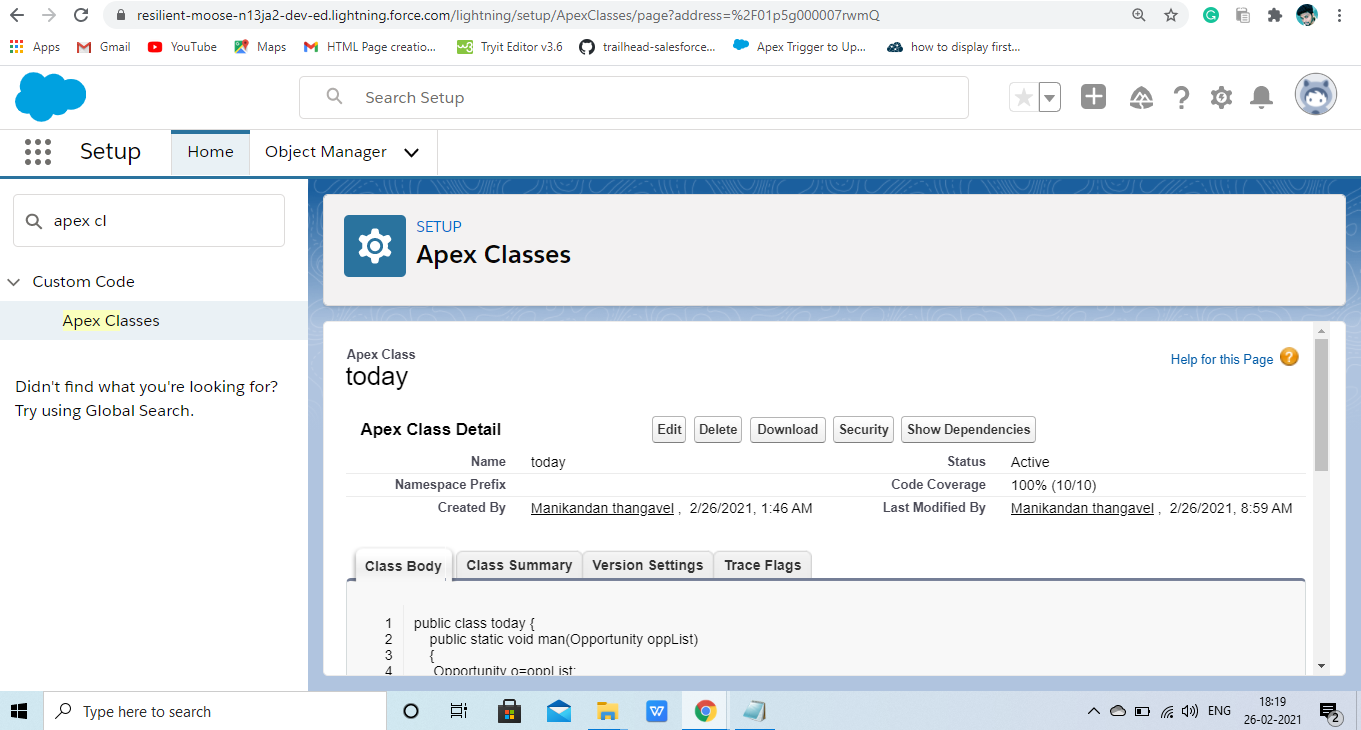 resilient-moose-n13ja2-dev-ed.lightning.force.com/lightning/setup/ApexClasses/page?address=%2F01p5g000007rwmQ
Apps Gmail YouTube Maps HTML Page creatio... Tryit Editor v3.6 trailhead-salesforce... Apex Trigger to Up... how to display first...
Search Setup
Setup Home Object Manager
apex cl
Custom Code
Apex Classes
Didn't find what you're looking for?
Try using Global Search.
SETUP
Apex Classes
Apex Class
today
Help for this Page ?
Apex Class Detail Edit Delete Download Security Show Dependencies
Name today Status Active
Namespace Prefix Code Coverage 100% (10/10)
Created By Manikandan thangavel , 2/26/2021, 1:46 AM Last Modified By Manikandan thangavel , 2/26/2021, 8:59 AM
Class Body Class Summary Version Settings Trace Flags
1 public class today {
2 public static void man(Opportunity oppList)
3 {
4 Opportunity o=oppList;
Type here to search
ENG
18:19
26-02-2021
2